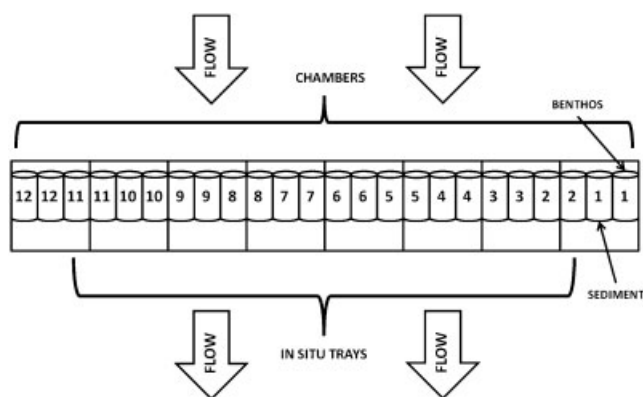 FLOW FLOW
CHAMBERS
BENTHOS
12 12 11 11 10 10 9 9 8 8 7 7 6 6 5 5 4 4 3 3 2 2 1 1
SEDIMENT
IN SITU TRAYS
FLOW FLOW